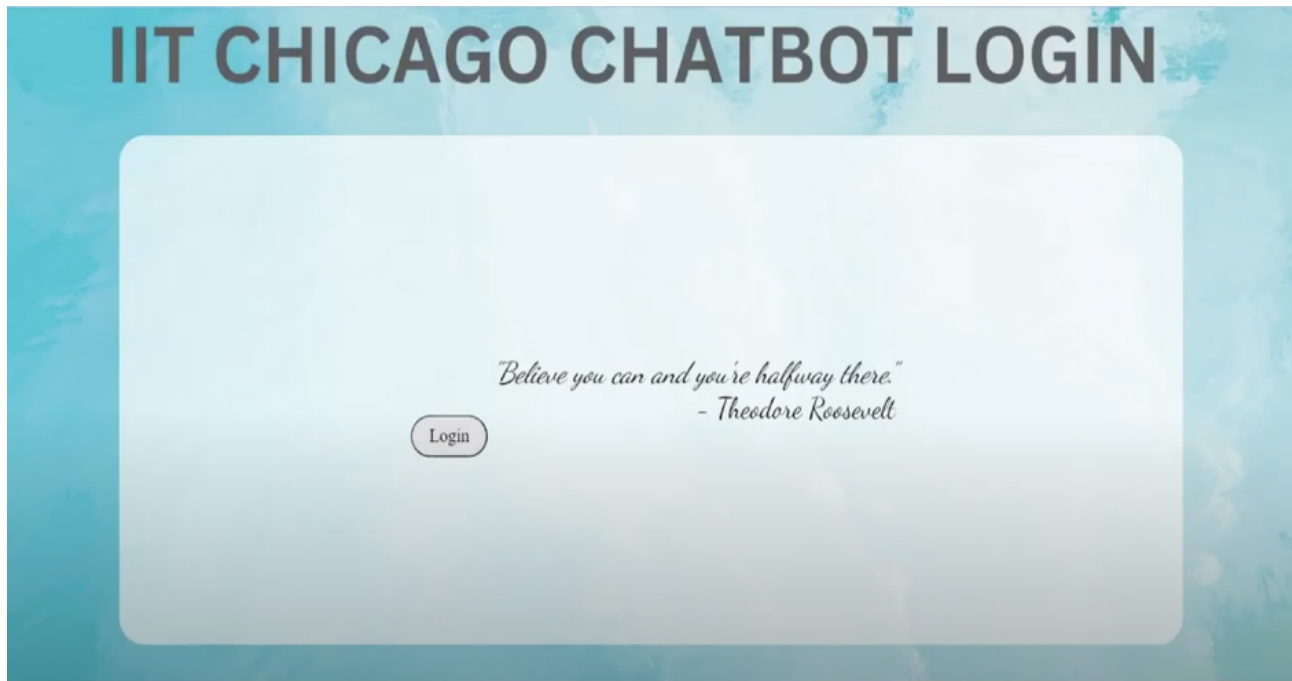 IIT CHICAGO CHATBOT LOGIN
"Believe you can and you're halfway there."
- Theodore Roosevelt
Login